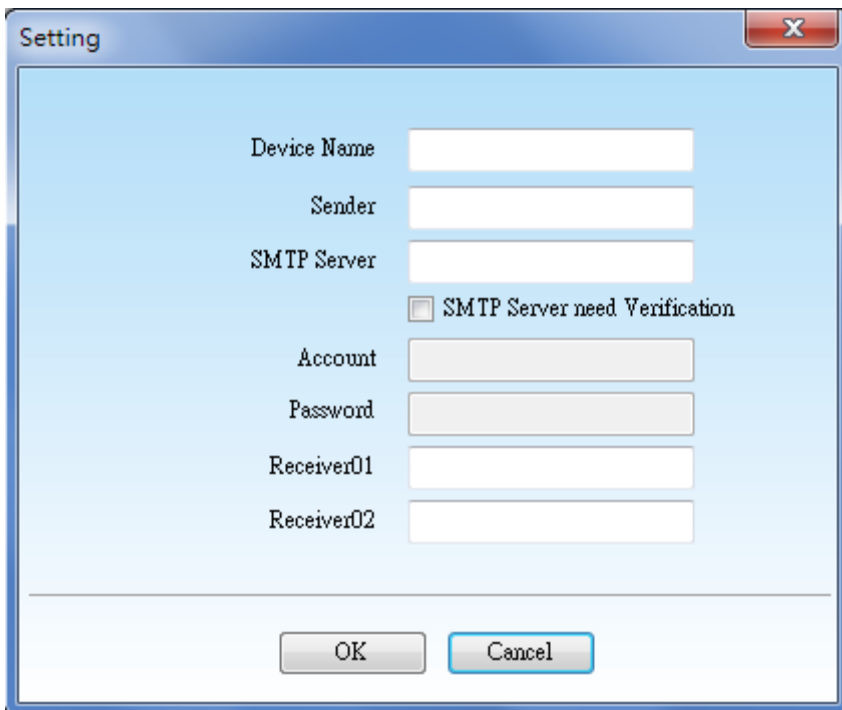 Setting
Device Name
Sender
SMTP Server
SMTP Server need Verification
Account
Password
Receiver01
Receiver02
OK Cancel